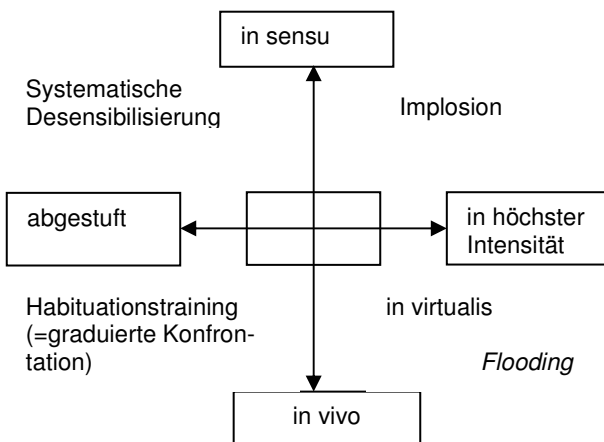 in sensu
Systematische
Desensibilisierung
Implosion
abgestuft
in höchster
Intensität
Habituationstraining
(=graduierte Konfron-
tation)
in virtualis
Flooding
in vivo